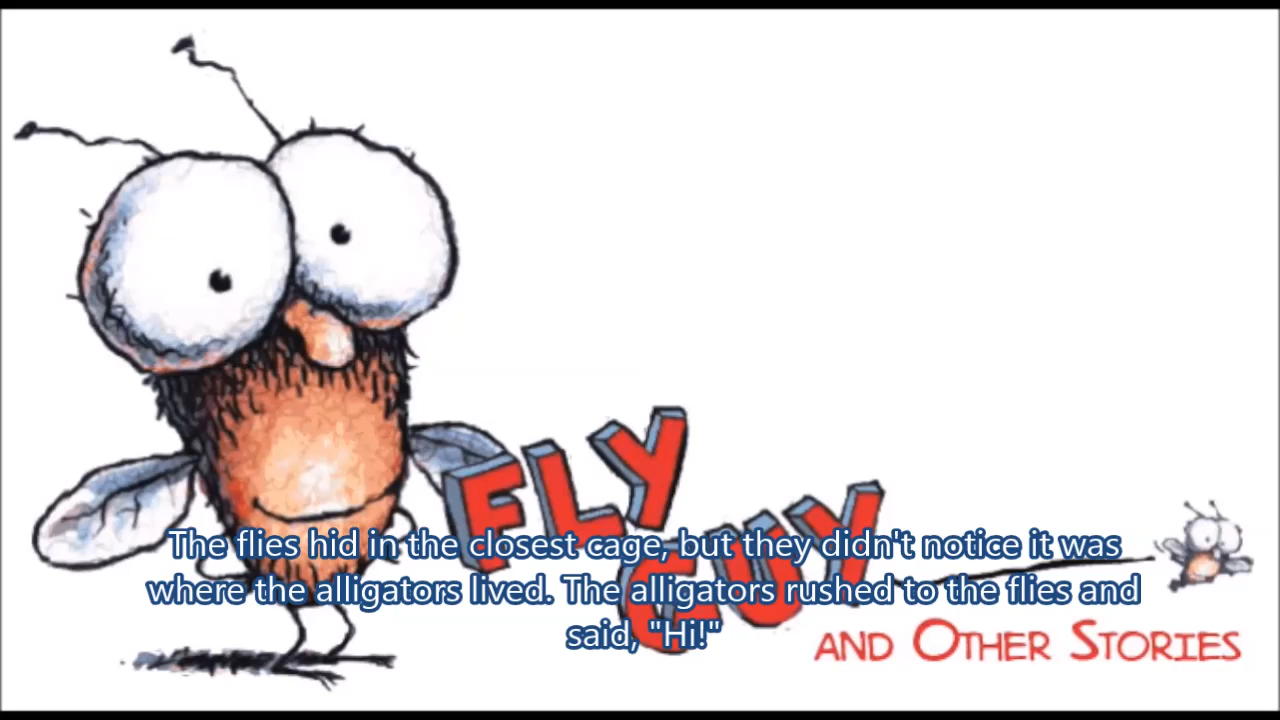 FLY
GUY
AND OTHER STORIES
The flies hid in the closest cage, but they didn't notice it was
where the alligators lived. The alligators rushed to the flies and
said, "Hi!"